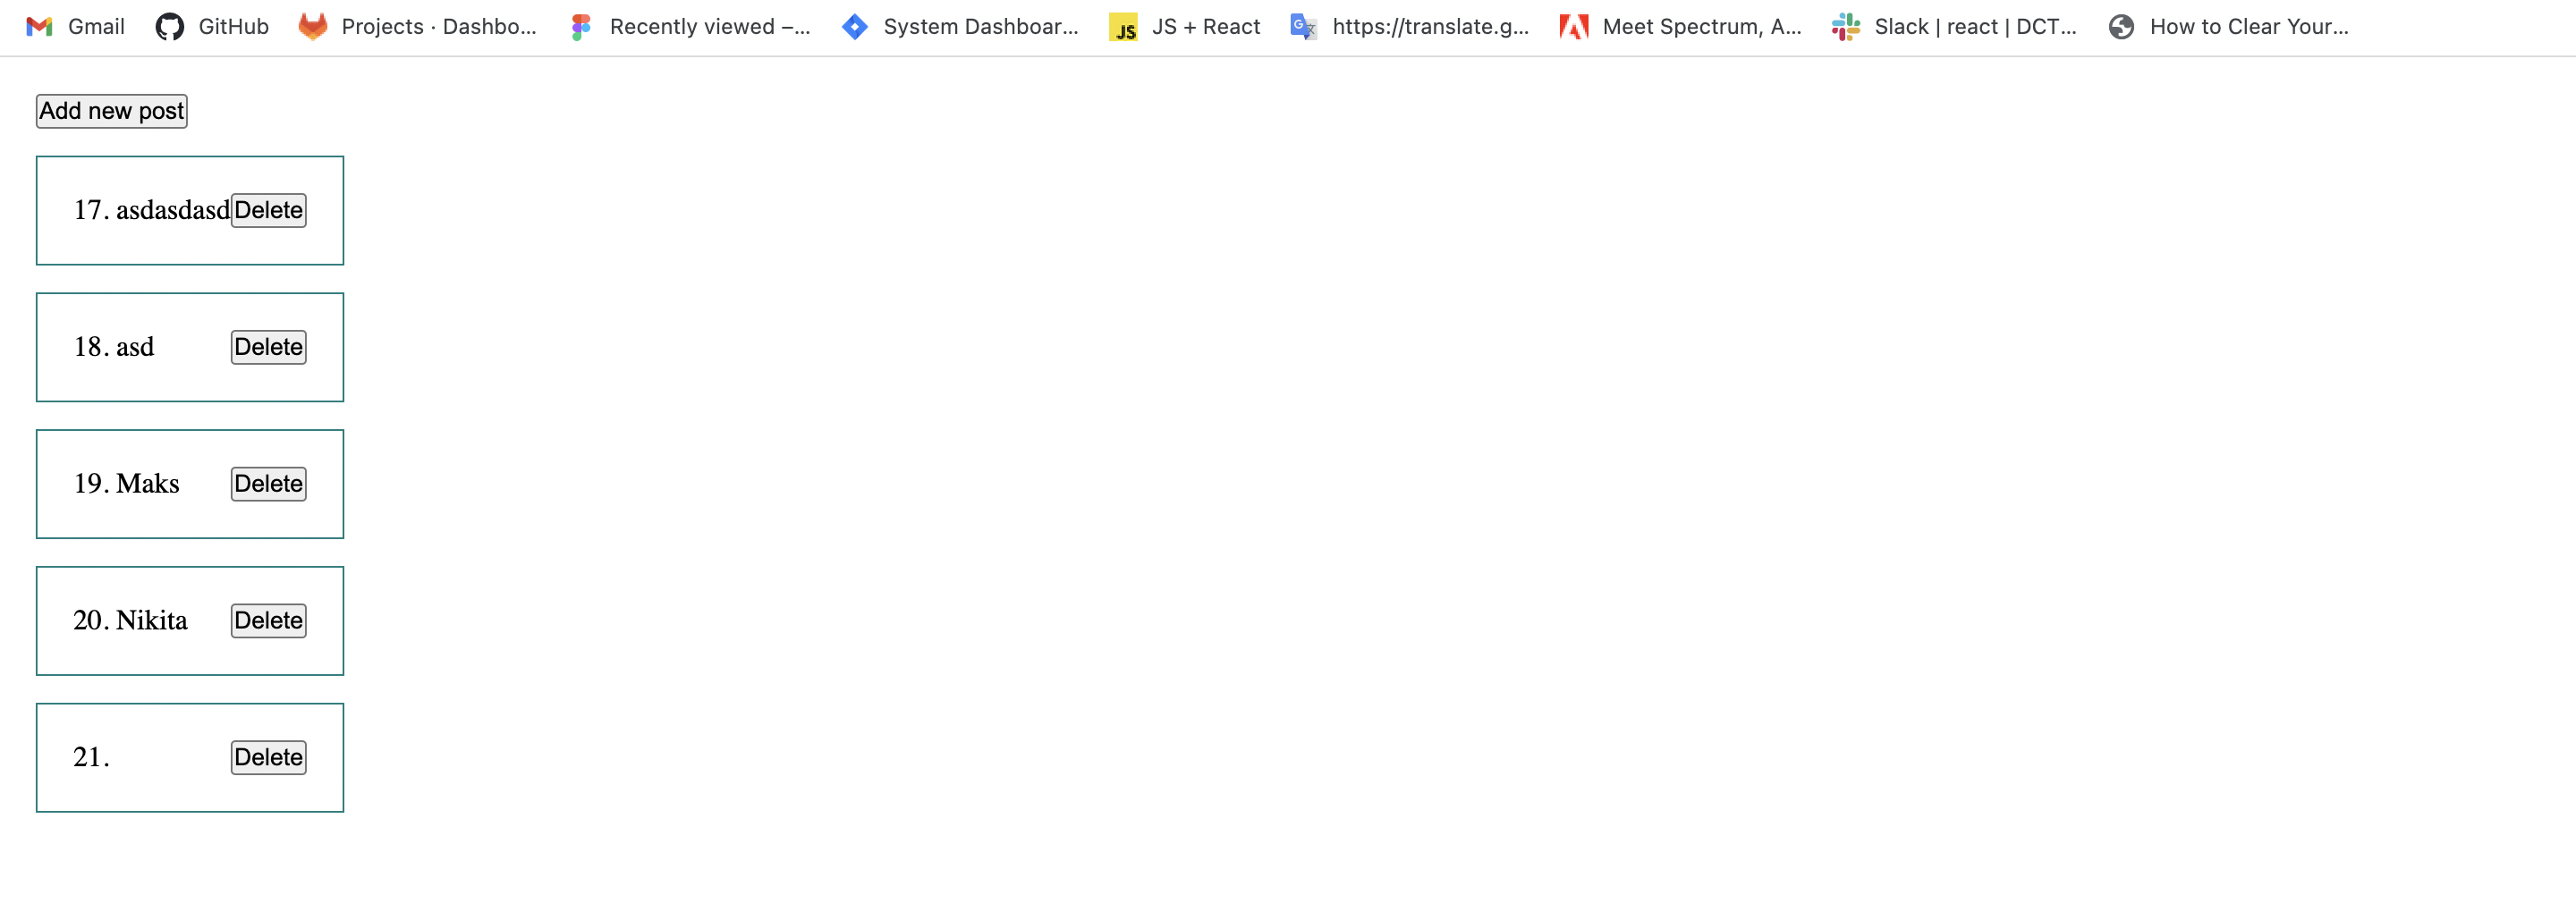 Gmail GitHub Projects · Dashbo... Recently viewed –... System Dashboar... JS JS + React G https://translate.g... Meet Spectrum, A... Slack | react | DCT... How to Clear Your...
Add new post
17. asdasdasd Delete
18. asd Delete
19. Maks Delete
20. Nikita Delete
21. Delete